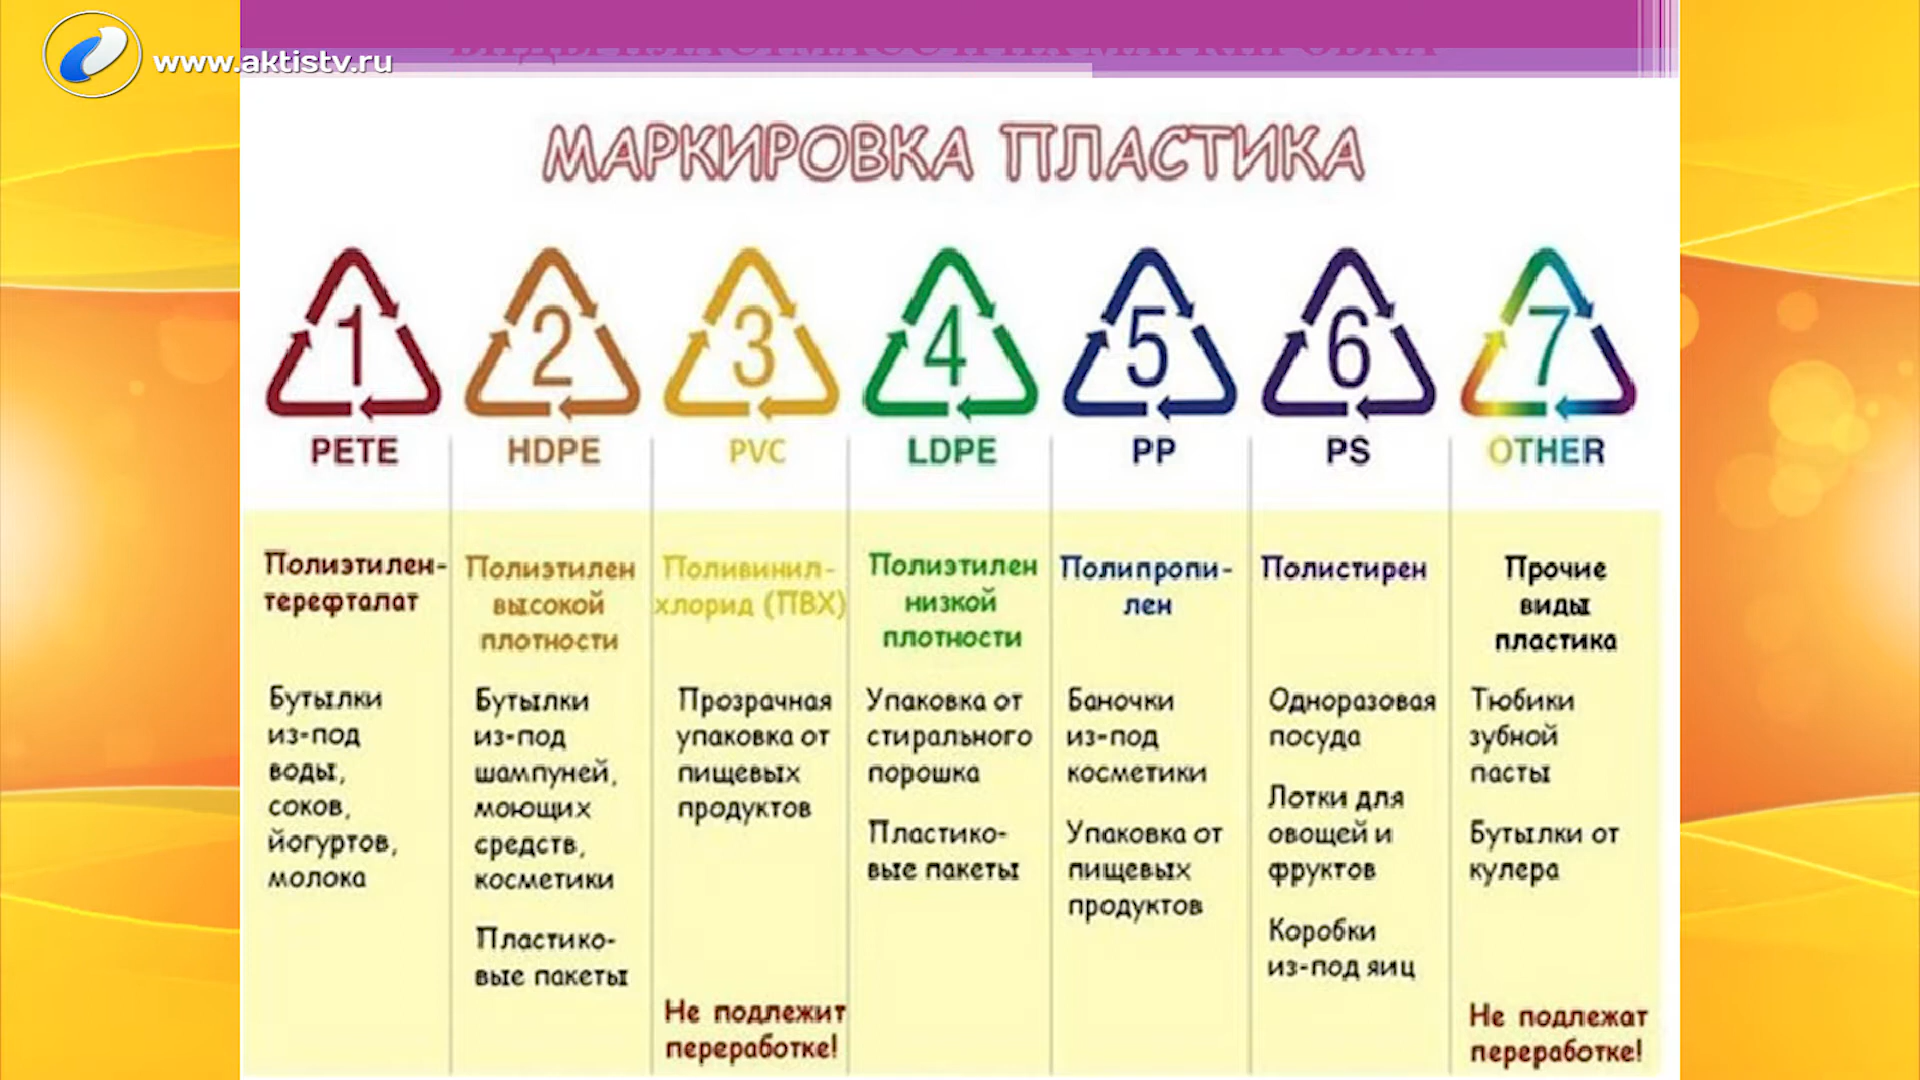 www.aktistv.ru
МАРКИРОВКА ПЛАСТИКА
1 2 3 4 5 6 7
PETE HDPE PVC LDPE PP PS OTHER
Полиэтилен-
терефталат
Бутылки
из-под
воды,
соков,
йогуртов,
молока
Полиэтилен
высокой
плотности
Бутылки
из-под
шампуней,
моющих
средств,
косметики
Пластико-
вые пакеты
Поливинил-
хлорид (ПВХ)
Прозрачная
упаковка от
пищевых
продуктов
Не подлежит
переработке!
Полиэтилен
низкой
плотности
Упаковка от
стирального
порошка
Пластико-
вые пакеты
Полипропи-
лен
Баночки
из-под
косметики
Упаковка от
пищевых
продуктов
Полистирен
Одноразовая
посуда
Лотки для
овощей и
фруктов
Коробки
из-под яиц
Прочие
виды
пластика
Тюбики
зубной
пасты
Бутылки от
кулера
Не подлежат
переработке!